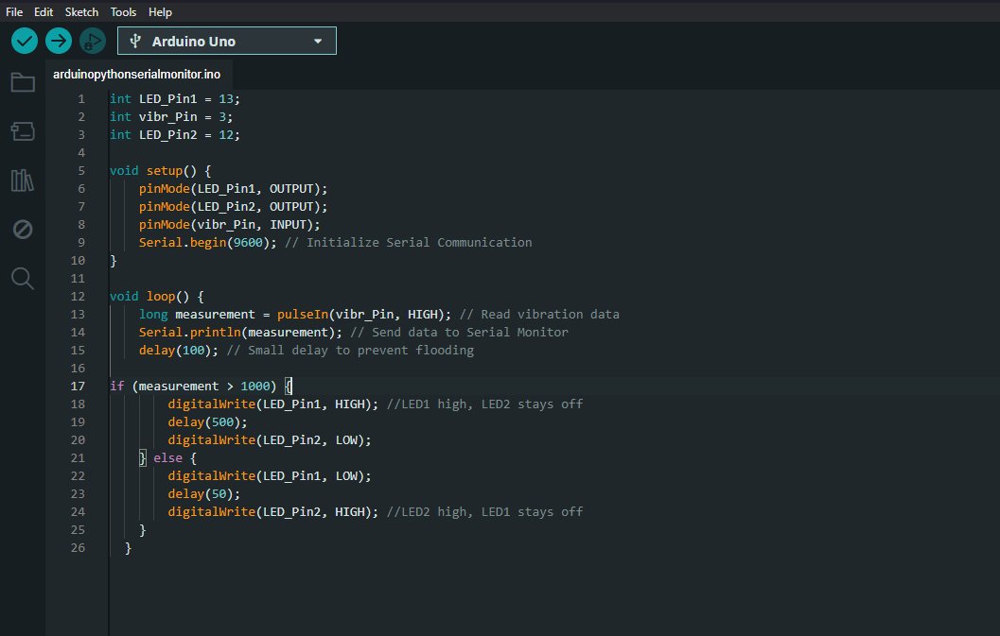 File Edit Sketch Tools Help
Arduino Uno
arduinopythonserialmonitor.ino
1 int LED_Pin1 = 13;
2 int vibr_Pin = 3;
3 int LED_Pin2 = 12;
4
5 void setup() {
6 pinMode(LED_Pin1, OUTPUT);
7 pinMode(LED_Pin2, OUTPUT);
8 pinMode(vibr_Pin, INPUT);
9 Serial.begin(9600); // Initialize Serial Communication
10 }
11
12 void loop() {
13 long measurement = pulseIn(vibr_Pin, HIGH); // Read vibration data
14 Serial.println(measurement); // Send data to Serial Monitor
15 delay(100); // Small delay to prevent flooding
16
17 if (measurement > 1000) {
18 digitalWrite(LED_Pin1, HIGH); //LED1 high, LED2 stays off
19 delay(500);
20 digitalWrite(LED_Pin2, LOW);
21 } else {
22 digitalWrite(LED_Pin1, LOW);
23 delay(50);
24 digitalWrite(LED_Pin2, HIGH); //LED2 high, LED1 stays off
25 }
26 }